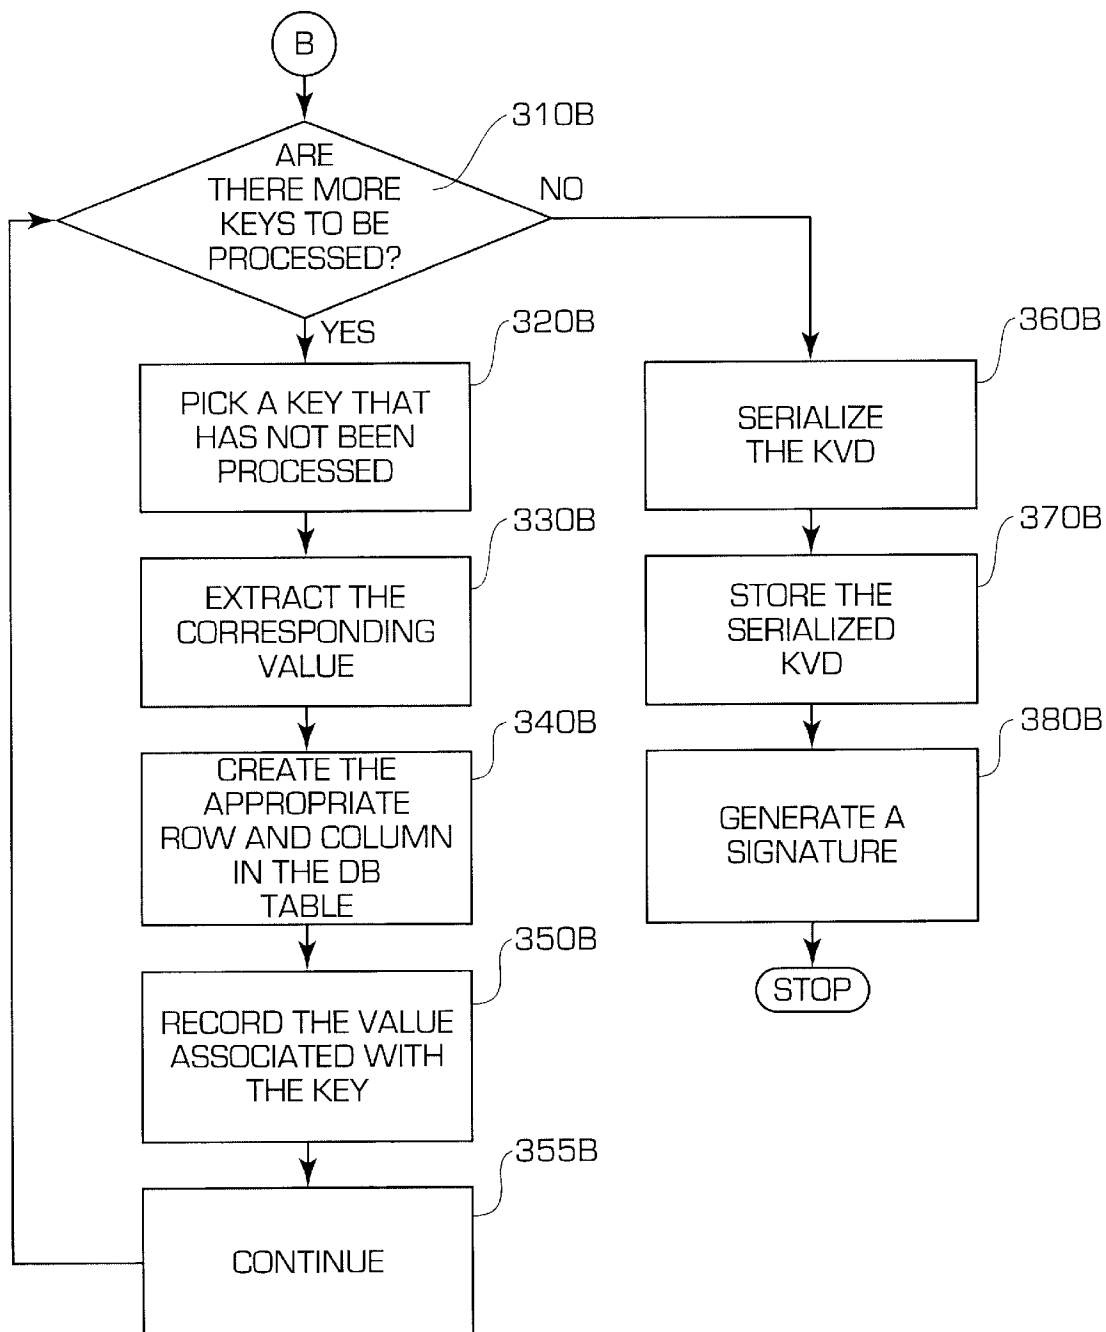 B
310B
ARE
THERE MORE
KEYS TO BE
PROCESSED?
NO
YES
320B
PICK A KEY THAT
HAS NOT BEEN
PROCESSED
330B
EXTRACT THE
CORRESPONDING
VALUE
340B
CREATE THE
APPROPRIATE
ROW AND COLUMN
IN THE DB
TABLE
350B
RECORD THE VALUE
ASSOCIATED WITH
THE KEY
355B
CONTINUE
360B
SERIALIZE
THE KVD
370B
STORE THE
SERIALIZED
KVD
380B
GENERATE A
SIGNATURE
STOP